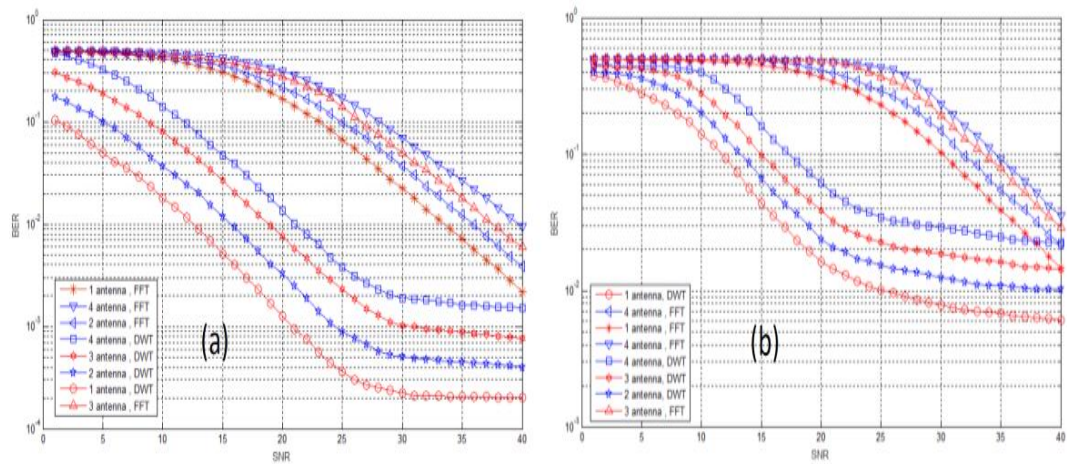 10^0
10^-1
10^-2
10^-3
10^-4
BER
0 5 10 15 20 25 30 35 40
SNR
1 antenna , FFT
4 antenna , FFT
2 antenna , FFT
4 antenna , DWT
3 antenna , DWT
2 antenna , DWT
1 antenna , DWT
3 antenna , FFT
(a)
10^0
10^-1
10^-2
10^-3
BER
0 5 10 15 20 25 30 35 40
SNR
1 antenna, DWT
4 antenna, FFT
1 antenna, FFT
4 antenna, FFT
4 antenna, DWT
3 antenna, DWT
2 antenna, DWT
3 antenna, FFT
(b)